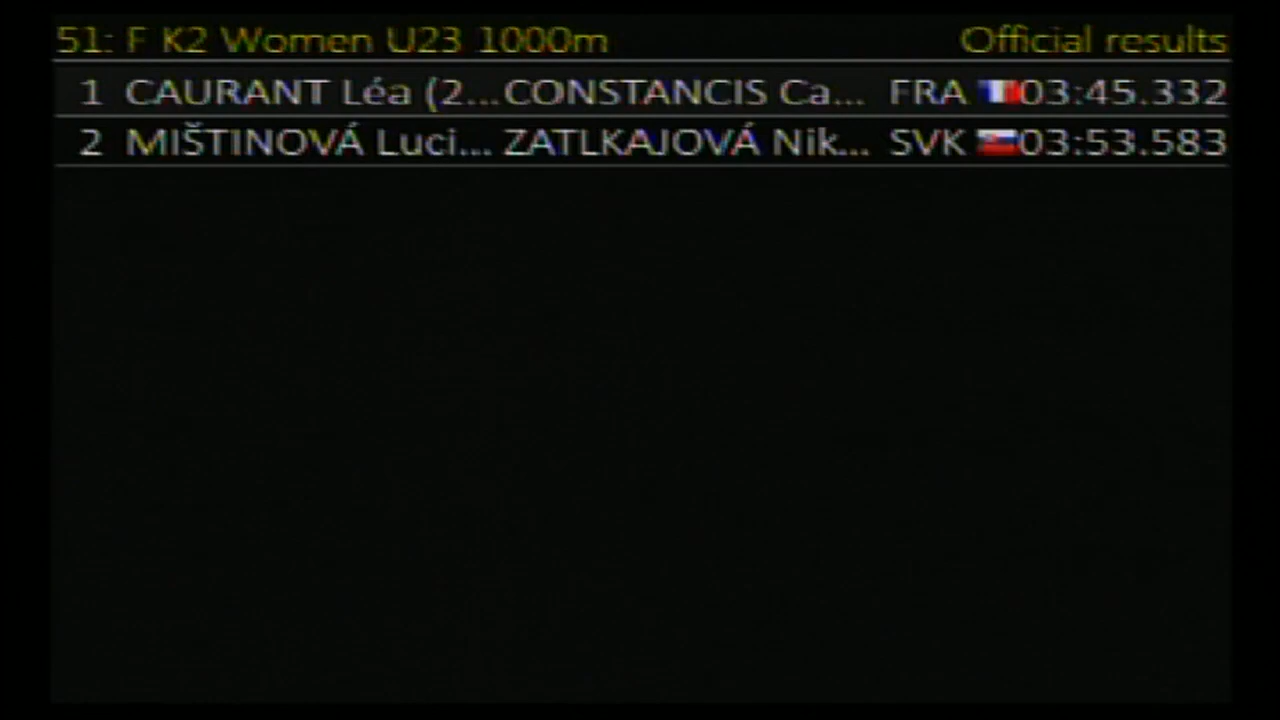 51: F K2 Women U23 1000m Official results
1 CAURANT Léa (2... CONSTANCIS Ca... FRA 03:45.332
2 MIŠTINOVÁ Luci... ZATLKAJOVÁ Nik... SVK 03:53.583